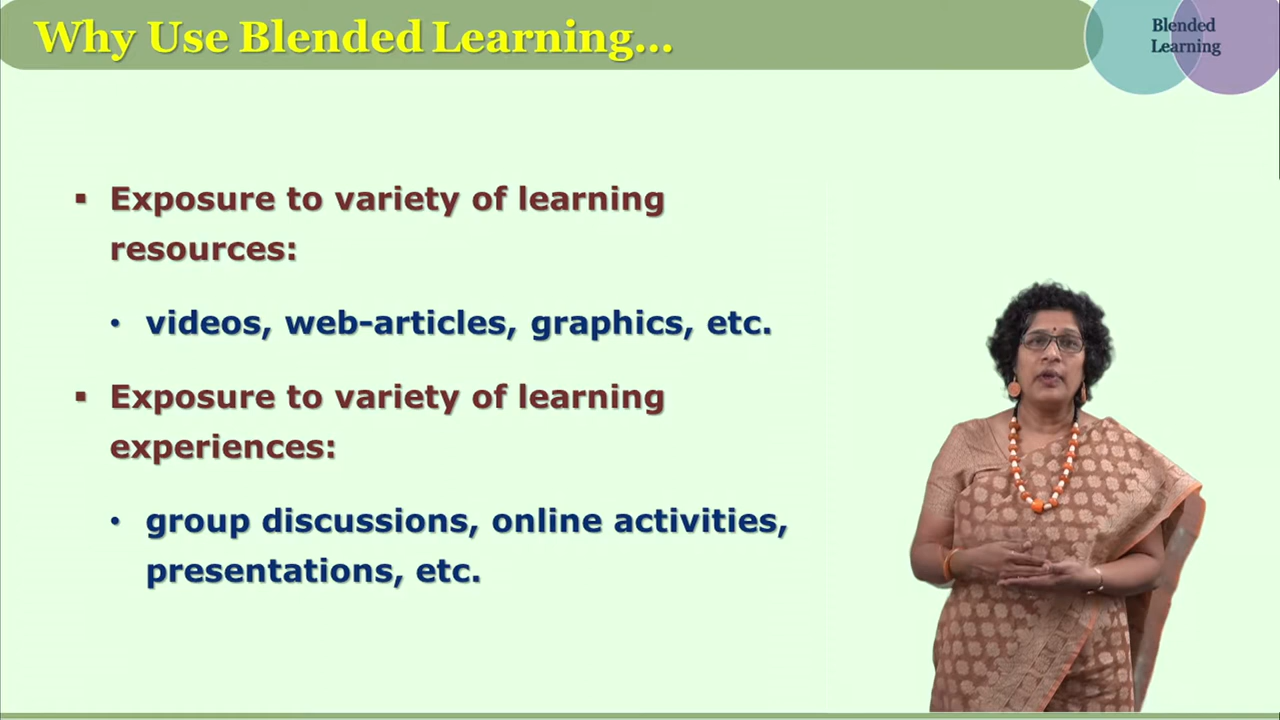 Why Use Blended Learning...
Blended
Learning
▪ Exposure to variety of learning
resources:
• videos, web-articles, graphics, etc.
▪ Exposure to variety of learning
experiences:
• group discussions, online activities,
presentations, etc.